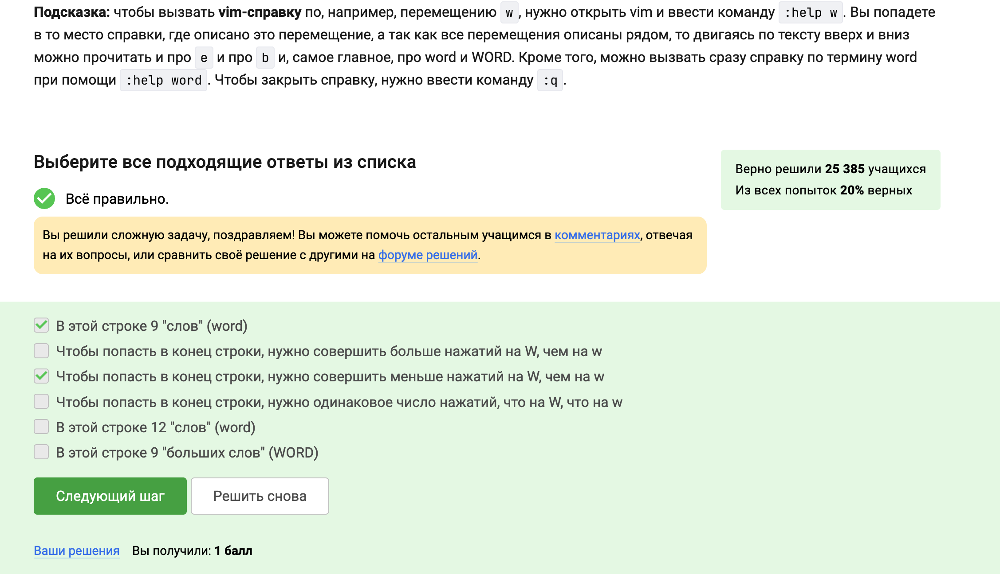 Подсказка: чтобы вызвать vim-справку по, например, перемещению w, нужно открыть vim и ввести команду :help w. Вы попадете
в то место справки, где описано это перемещение, а так как все перемещения описаны рядом, то двигаясь по тексту вверх и вниз
можно прочитать и про e и про b и, самое главное, про word и WORD. Кроме того, можно вызвать сразу справку по термину word
при помощи :help word. Чтобы закрыть справку, нужно ввести команду :q.
Выберите все подходящие ответы из списка
Верно решили 25 385 учащихся
Из всех попыток 20% верных
Всё правильно.
Вы решили сложную задачу, поздравляем! Вы можете помочь остальным учащимся в комментариях, отвечая
на их вопросы, или сравнить своё решение с другими на форуме решений.
В этой строке 9 "слов" (word)
Чтобы попасть в конец строки, нужно совершить больше нажатий на W, чем на w
Чтобы попасть в конец строки, нужно совершить меньше нажатий на W, чем на w
Чтобы попасть в конец строки, нужно одинаковое число нажатий, что на W, что на w
В этой строке 12 "слов" (word)
В этой строке 9 "больших слов" (WORD)
Следующий шаг
Решить снова
Ваши решения Вы получили: 1 балл